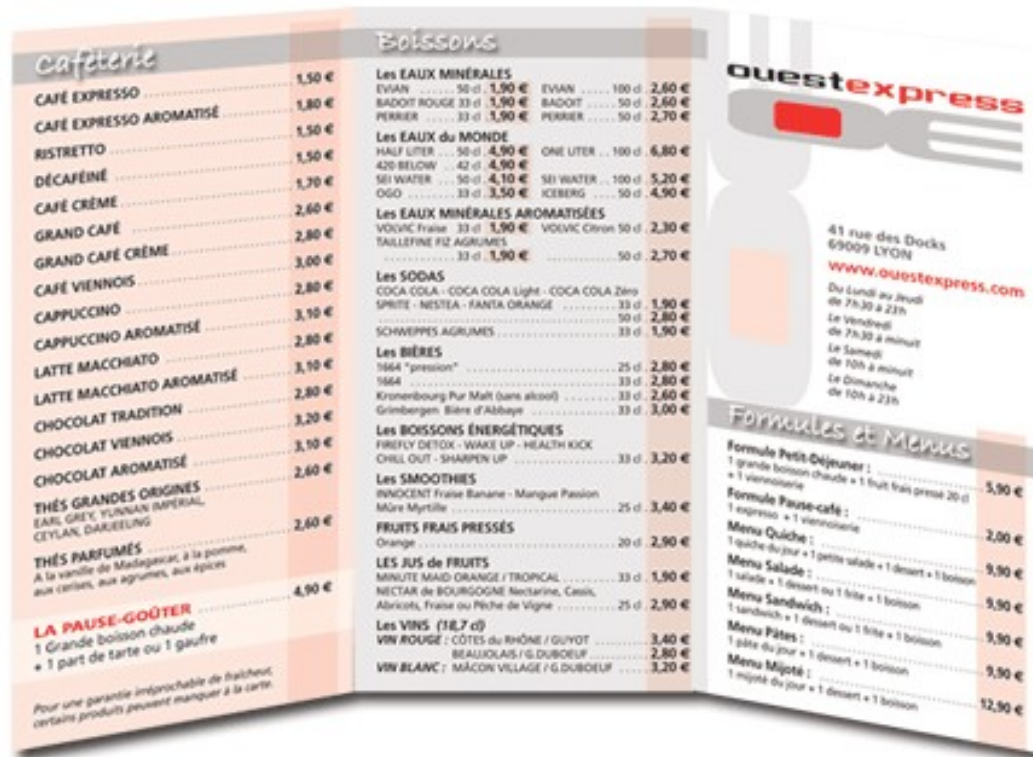 Cafèterie
CAFÉ EXPRESSO 1,50 €
CAFÉ EXPRESSO AROMATISÉ 1,80 €
RISTRETTO 1,50 €
DÉCAFÉINÉ 1,50 €
CAFÉ CRÈME 1,70 €
GRAND CAFÉ 2,60 €
GRAND CAFÉ CRÈME 2,80 €
CAFÉ VIENNOIS 3,00 €
CAPPUCCINO 2,80 €
CAPPUCCINO AROMATISÉ 3,10 €
LATTE MACCHIATO 2,80 €
LATTE MACCHIATO AROMATISÉ 3,10 €
CHOCOLAT TRADITION 2,80 €
CHOCOLAT VIENNOIS 3,20 €
CHOCOLAT AROMATISÉ 3,10 €
THÉS GRANDES ORIGINES 2,60 €
EARL GREY, YUNNAN IMPÉRIAL,
CEYLAN, DARJEELING
THÉS PARFUMÉS 2,60 €
A la vanille de Madagascar, à la pomme,
aux cerises, aux agrumes, aux épices
LA PAUSE-GOÛTER 4,90 €
1 Grande boisson chaude
+ 1 part de tarte ou 1 gaufre
Pour une garantie irréprochable de fraîcheur,
certains produits peuvent manquer à la carte.
Boissons
Les EAUX MINÉRALES
EVIAN 50 cl 1,90 € EVIAN 100 cl 2,60 €
BADOIT ROUGE 33 cl 1,90 € BADOIT 50 cl 2,60 €
PERRIER 33 cl 1,90 € PERRIER 50 cl 2,70 €
Les EAUX du MONDE
HALF LITER 50 cl 4,90 € ONE LITER 100 cl 6,80 €
420 BELOW 42 cl 4,90 €
SEI WATER 50 cl 4,10 € SEI WATER 100 cl 5,20 €
OGO 33 cl 3,50 € ICEBERG 50 cl 4,90 €
Les EAUX MINÉRALES AROMATISÉES
VOLVIC Fraise 33 cl 1,90 € VOLVIC Citron 50 cl 2,30 €
TAILLEFINE FIZ AGRUMES
33 cl 1,90 € 50 cl 2,70 €
Les SODAS
COCA COLA - COCA COLA Light - COCA COLA Zéro
SPRITE - NESTEA - FANTA ORANGE 33 cl 1,90 €
50 cl 2,80 €
SCHWEPPES AGRUMES 33 cl 1,90 €
Les BIÈRES
1664 "pression" 25 cl 2,80 €
1664 33 cl 2,80 €
Kronenbourg Pur Malt (sans alcool) 33 cl 2,60 €
Grimbergen Bière d'Abbaye 33 cl 3,00 €
Les BOISSONS ÉNERGÉTIQUES
FIREFLY DETOX - WAKE UP - HEALTH KICK
CHILL OUT - SHARPEN UP 33 cl 3,20 €
Les SMOOTHIES
INNOCENT Fraise Banane - Mangue Passion
Mûre Myrtille 25 cl 3,40 €
FRUITS FRAIS PRESSÉS
Orange 20 cl 2,90 €
LES JUS de FRUITS
MINUTE MAID ORANGE / TROPICAL 33 cl 1,90 €
NECTAR de BOURGOGNE Nectarine, Cassis,
Abricots, Fraise ou Pêche de Vigne 25 cl 2,90 €
Les VINS (18,7 cl)
VIN ROUGE : CÔTES du RHÔNE / GUYOT 3,40 €
BEAUJOLAIS / G.DUBOEUF 2,80 €
VIN BLANC : MÂCON VILLAGE / G.DUBOEUF 3,20 €
ouestexpress
41 rue des Docks
69009 LYON
www.ouestexpress.com
Du Lundi au Jeudi
de 7h30 à 23h
Le Vendredi
de 7h30 à minuit
Le Samedi
de 10h à minuit
Le Dimanche
de 10h à 23h
Formules et Menus
Formule Petit-Déjeuner : 5,90 €
1 grande boisson chaude + 1 fruit frais pressé 20 cl
+ 1 viennoiserie
Formule Pause-café : 2,00 €
1 expresso + 1 viennoiserie
Menu Quiche : 9,90 €
1 quiche du jour + 1 petite salade + 1 dessert + 1 boisson
Menu Salade : 9,90 €
1 salade + 1 dessert ou 1 frite + 1 boisson
Menu Sandwich : 9,90 €
1 sandwich + 1 dessert ou 1 frite + 1 boisson
Menu Pâtes : 9,90 €
1 pâte du jour + 1 dessert + 1 boisson
Menu Mijoté : 12,90 €
1 mijoté du jour + 1 dessert + 1 boisson